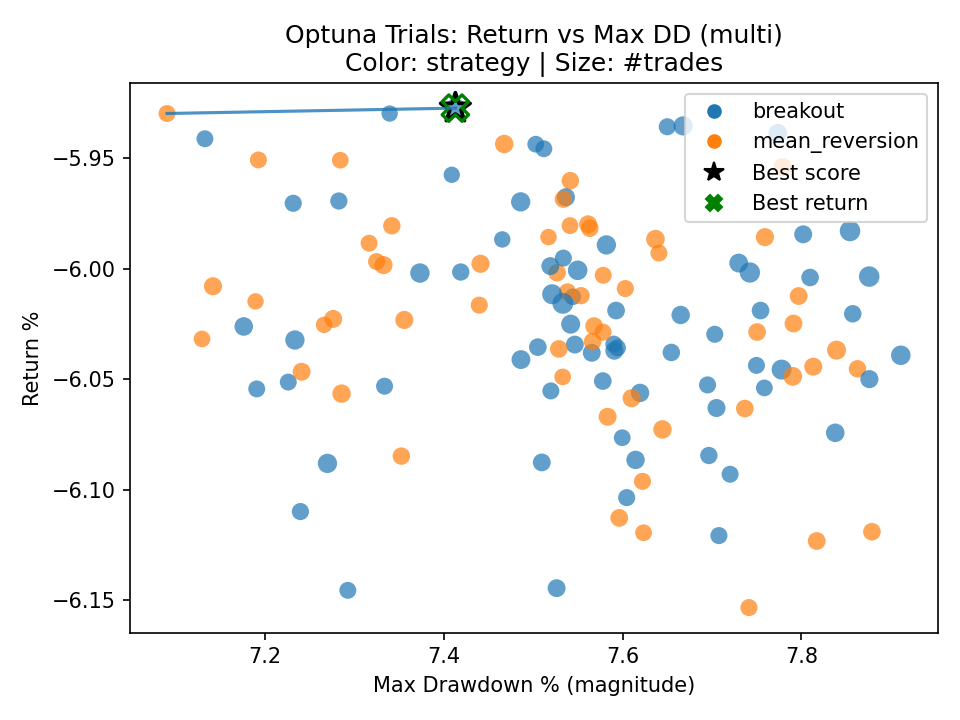 Optuna Trials: Return vs Max DD (multi)
Color: strategy | Size: #trades
breakout
mean_reversion
Best score
Best return
Return %
−5.95
−6.00
−6.05
−6.10
−6.15
7.2
7.4
7.6
7.8
Max Drawdown % (magnitude)